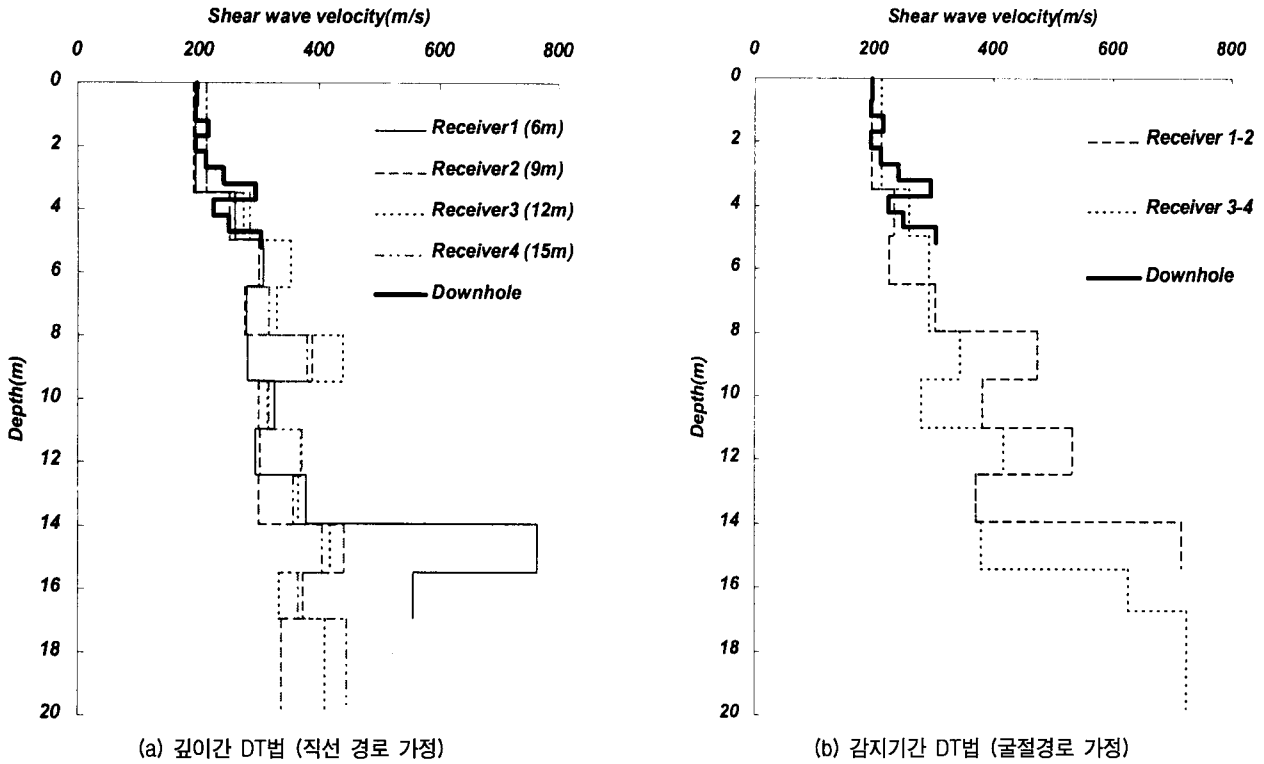 Shear wave velocity(m/s)
0 200 400 600 800
0
2
4
6
8
10
12
14
16
18
20
Depth(m)
Receiver1 (6m)
Receiver2 (9m)
Receiver3 (12m)
Receiver4 (15m)
Downhole
(a) 깊이간 DT법 (직선 경로 가정)
Shear wave velocity(m/s)
0 200 400 600 800
0
2
4
6
8
10
12
14
16
18
20
Depth(m)
Receiver 1-2
Receiver 3-4
Downhole
(b) 감지기간 DT법 (굴절경로 가정)